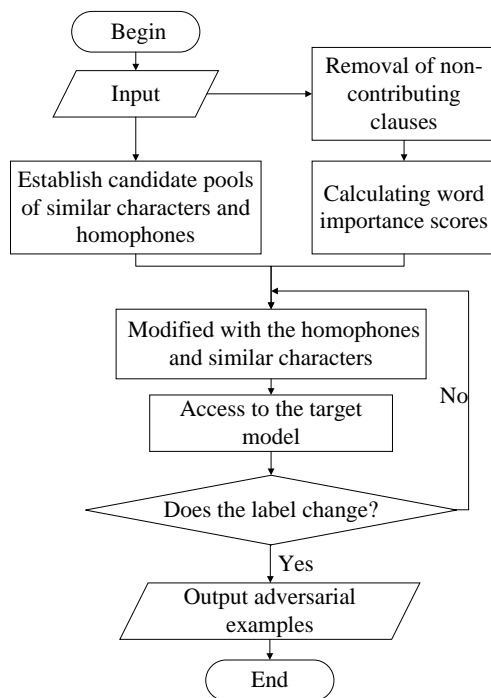 Begin
Input
Removal of non-
contributing
clauses
Establish candidate pools
of similar characters and
homophones
Calculating word
importance scores
Modified with the homophones
and similar characters
No
Access to the target
model
Does the label change?
Yes
Output adversarial
examples
End